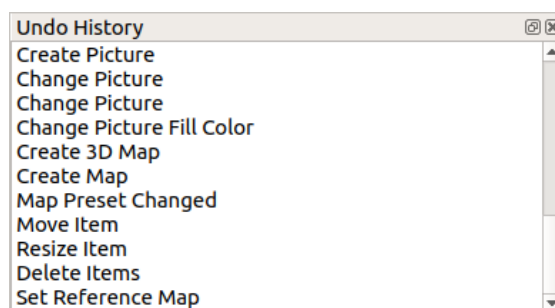 Undo History
Create Picture
Change Picture
Change Picture
Change Picture Fill Color
Create 3D Map
Create Map
Map Preset Changed
Move Item
Resize Item
Delete Items
Set Reference Map